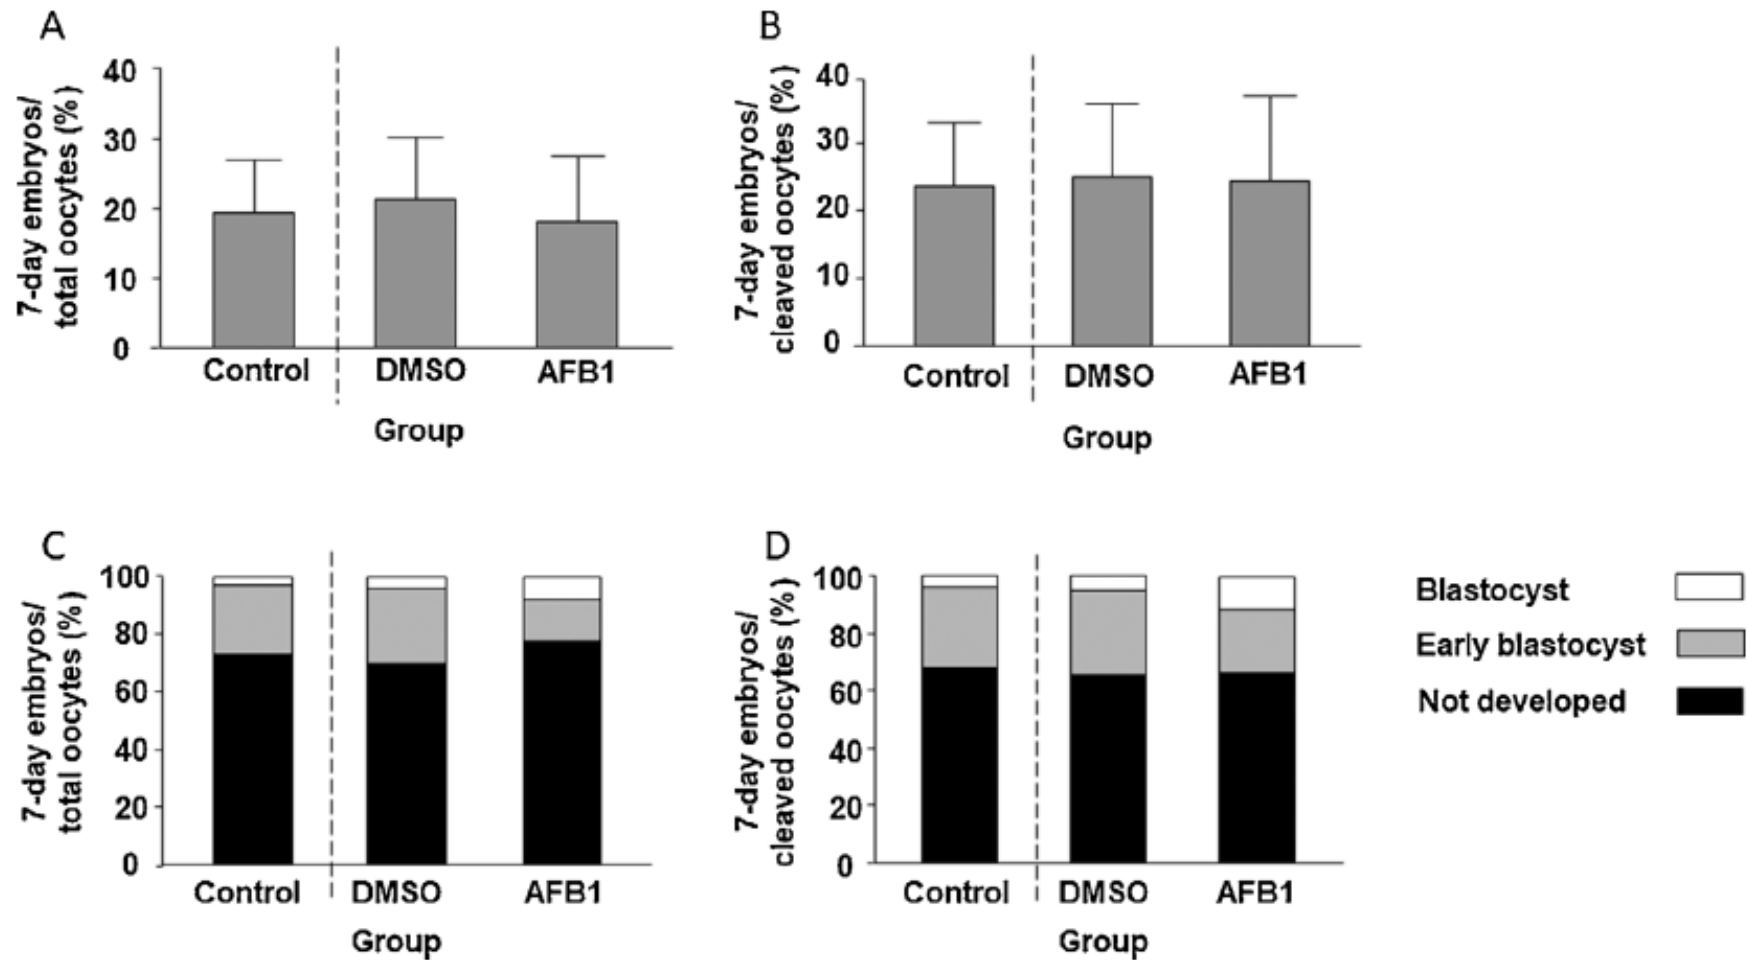 A
7-day embryos/
total oocytes (%)
40
30
20
10
0
Control DMSO AFB1
Group
B
7-day embryos/
cleaved oocytes (%)
40
30
20
10
0
Control DMSO AFB1
Group
C
7-day embryos/
total oocytes (%)
100
80
60
40
20
0
Control DMSO AFB1
Group
D
7-day embryos/
cleaved oocytes (%)
100
80
60
40
20
0
Control DMSO AFB1
Group
Blastocyst
Early blastocyst
Not developed